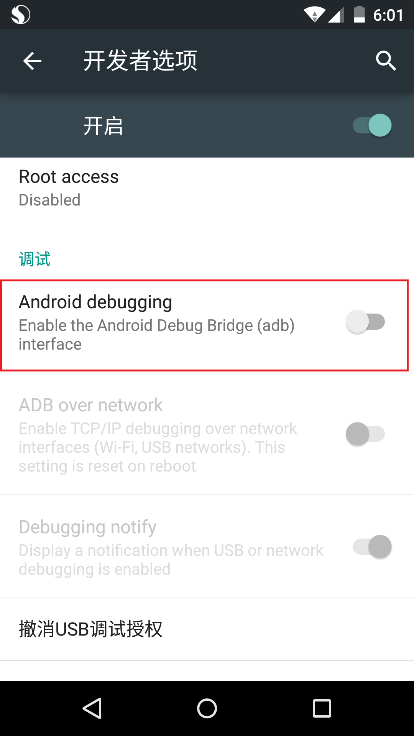 6:01
开发者选项
开启
Root access
Disabled
调试
Android debugging
Enable the Android Debug Bridge (adb)
interface
ADB over network
Enable TCP/IP debugging over network
interfaces (Wi-Fi, USB networks). This
setting is reset on reboot
Debugging notify
Display a notification when USB or network
debugging is enabled
撤消USB调试授权